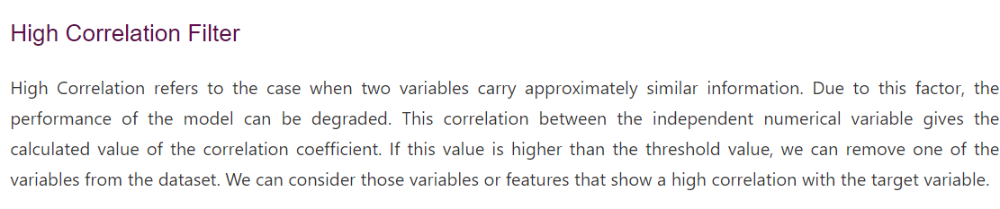 High Correlation Filter
High Correlation refers to the case when two variables carry approximately similar information. Due to this factor, the
performance of the model can be degraded. This correlation between the independent numerical variable gives the
calculated value of the correlation coefficient. If this value is higher than the threshold value, we can remove one of the
variables from the dataset. We can consider those variables or features that show a high correlation with the target variable.